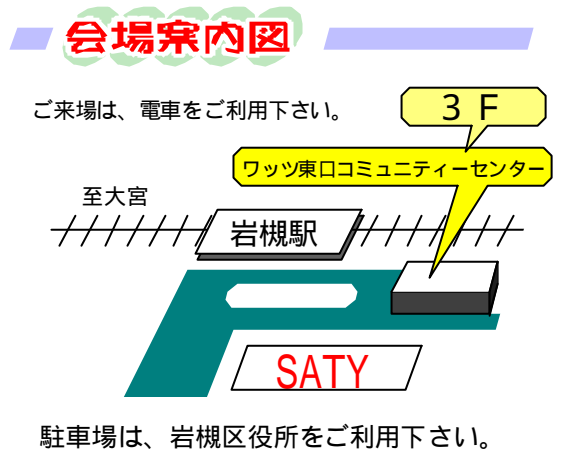 会場案内図
ご来場は、電車をご利用下さい。
３Ｆ
ワッツ東口コミュニティーセンター
至大宮
岩槻駅
SATY
駐車場は、岩槻区役所をご利用下さい。